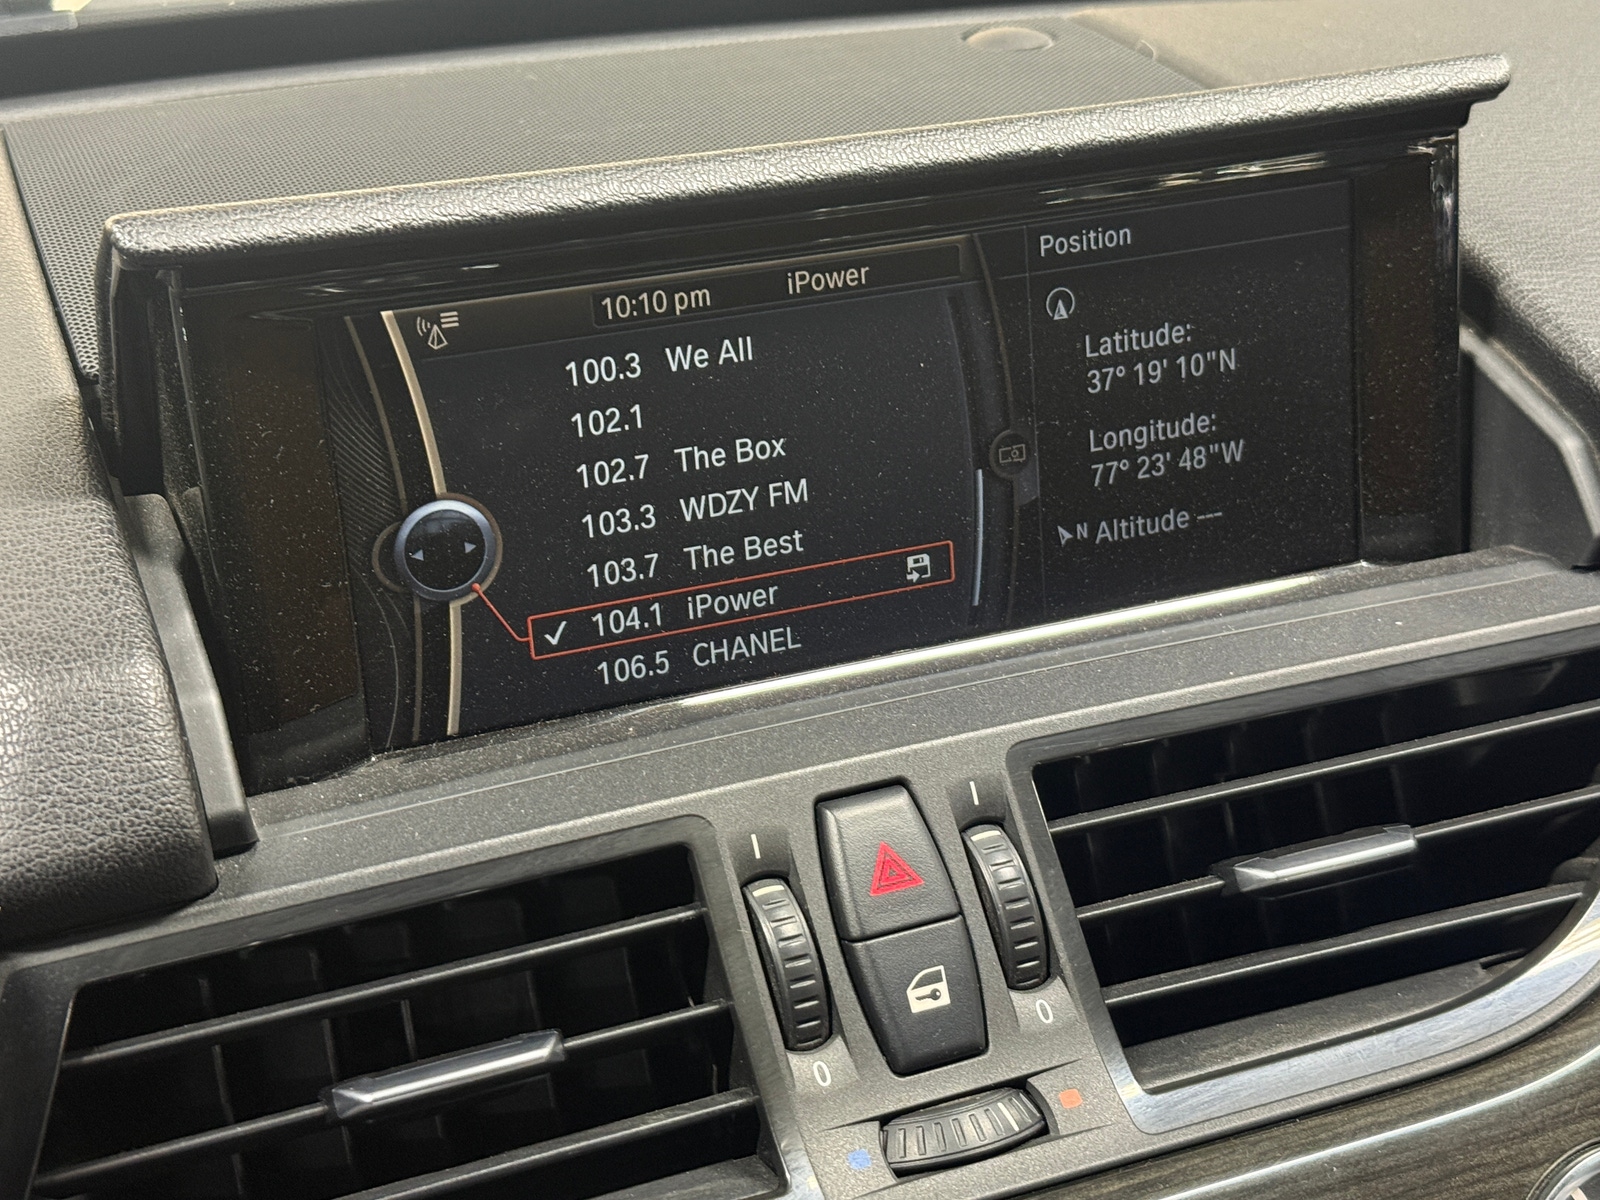 10:10 pm iPower
100.3 We All
102.1
102.7 The Box
103.3 WDZY FM
103.7 The Best
104.1 iPower
106.5 CHANEL
Position
Latitude:
37° 19' 10"N
Longitude:
77° 23' 48"W
N Altitude ---
I I
0 0